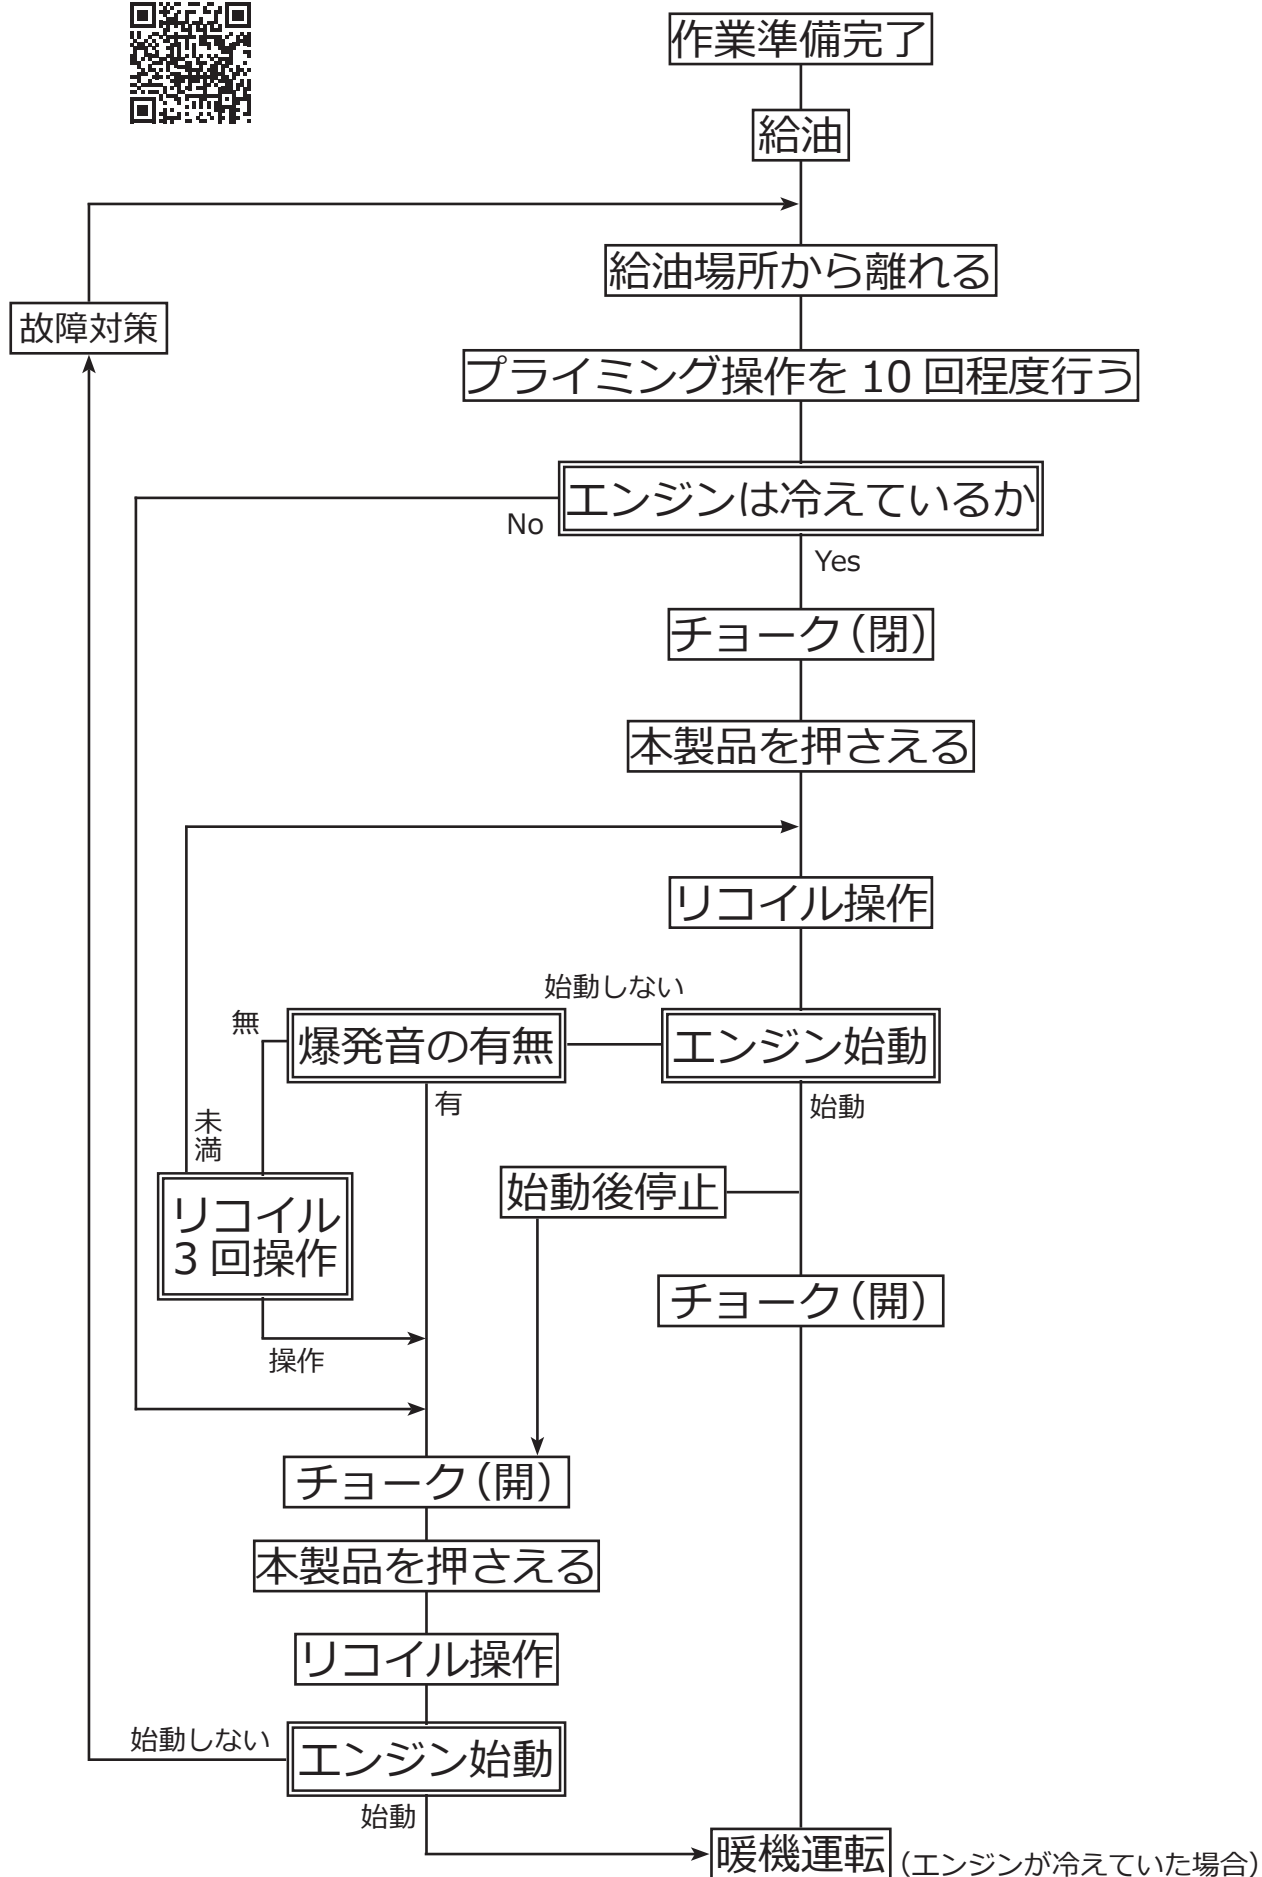 作業準備完了
給油
給油場所から離れる
故障対策
プライミング操作を 10 回程度行う
エンジンは冷えているか
No
Yes
チョーク（閉）
本製品を押さえる
リコイル操作
始動しない
無
爆発音の有無
エンジン始動
有
始動
未満
始動後停止
リコイル
3 回操作
チョーク（開）
操作
チョーク（開）
本製品を押さえる
リコイル操作
始動しない
エンジン始動
始動
暖機運転（エンジンが冷えていた場合）